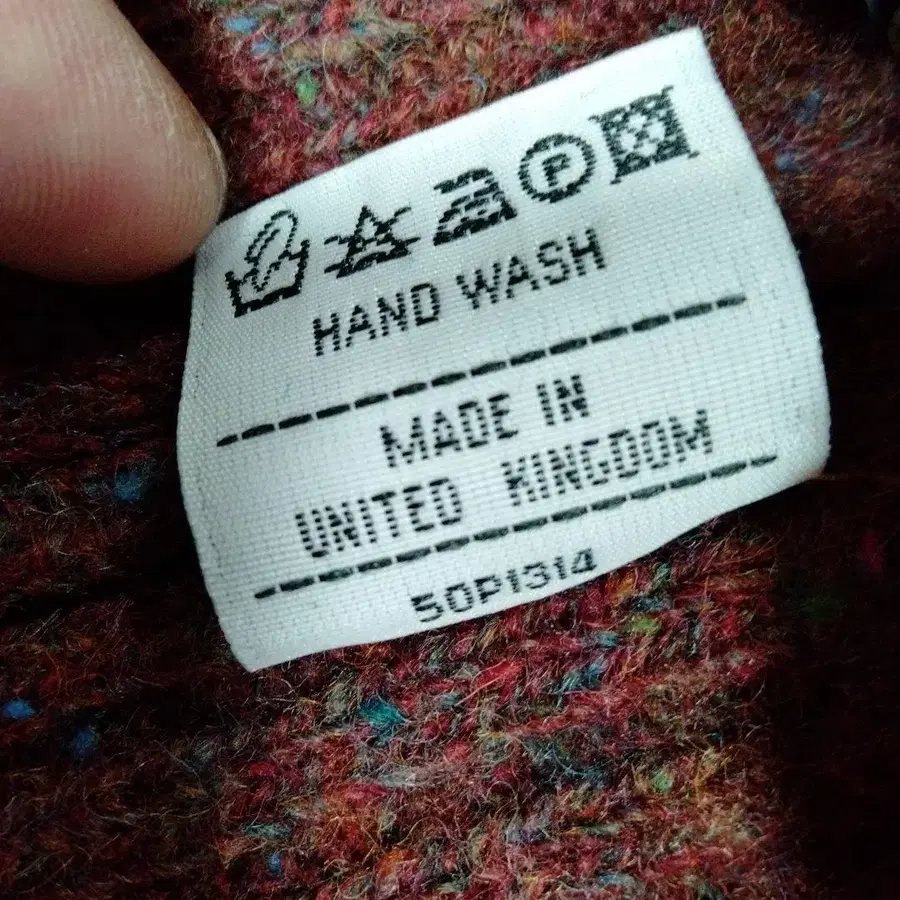 P
HAND WASH
MADE IN
UNITED KINGDOM
50P1314